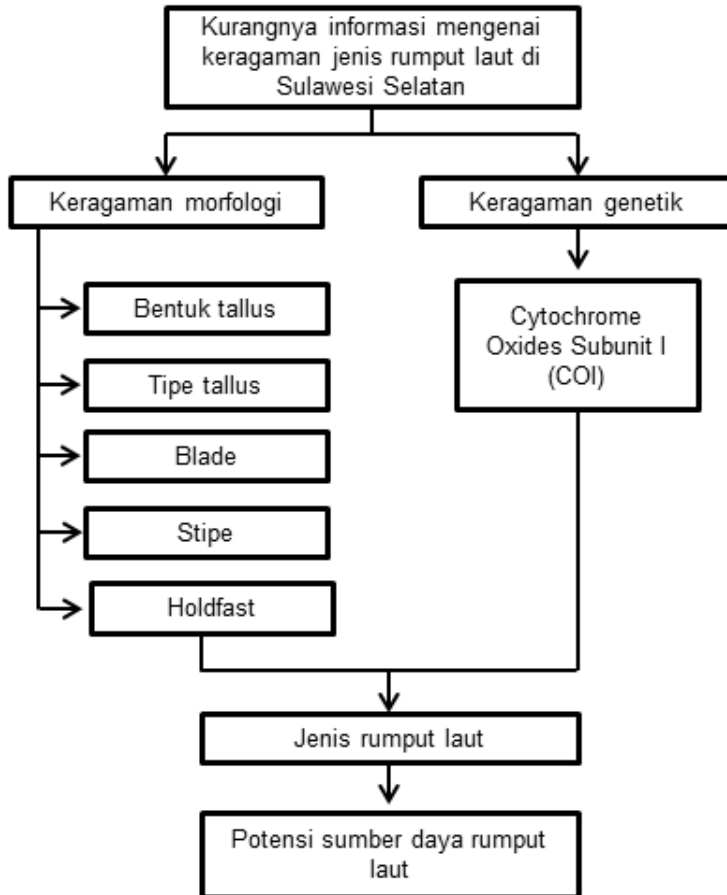 Kurangnya informasi mengenai
keragaman jenis rumput laut di
Sulawesi Selatan
Keragaman morfologi
Keragaman genetik
Bentuk tallus
Tipe tallus
Blade
Stipe
Holdfast
Cytochrome
Oxides Subunit I
(COI)
Jenis rumput laut
Potensi sumber daya rumput
laut